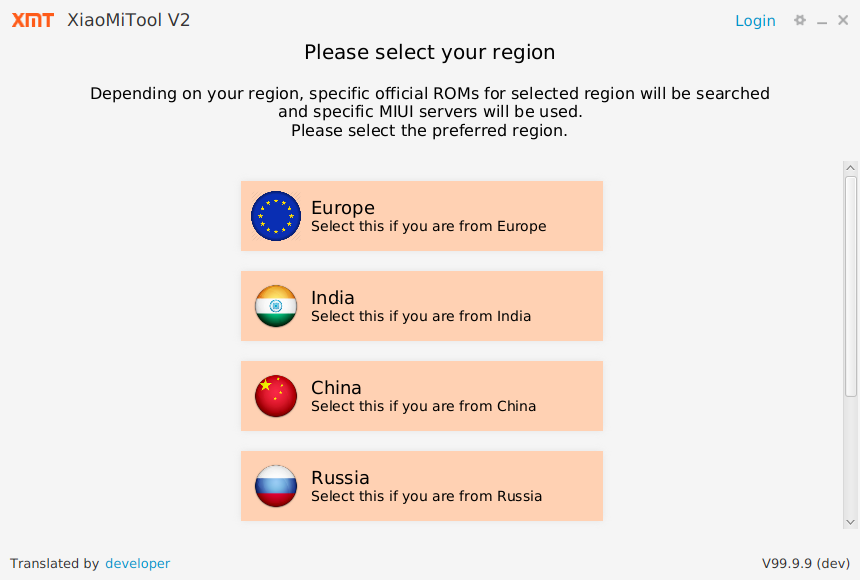 XMT XiaoMiTool V2 Login
Please select your region
Depending on your region, specific official ROMs for selected region will be searched
and specific MIUI servers will be used.
Please select the preferred region.
Europe
Select this if you are from Europe
India
Select this if you are from India
China
Select this if you are from China
Russia
Select this if you are from Russia
Translated by developer V99.9.9 (dev)